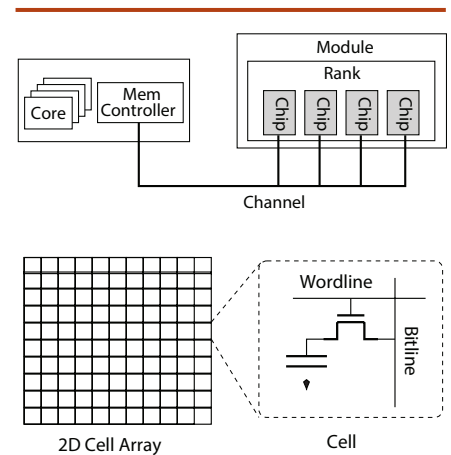 Module
Rank
Mem
Controller
Core
Chip
Chip
Chip
Chip
Channel
Wordline
Bitline
2D Cell Array
Cell